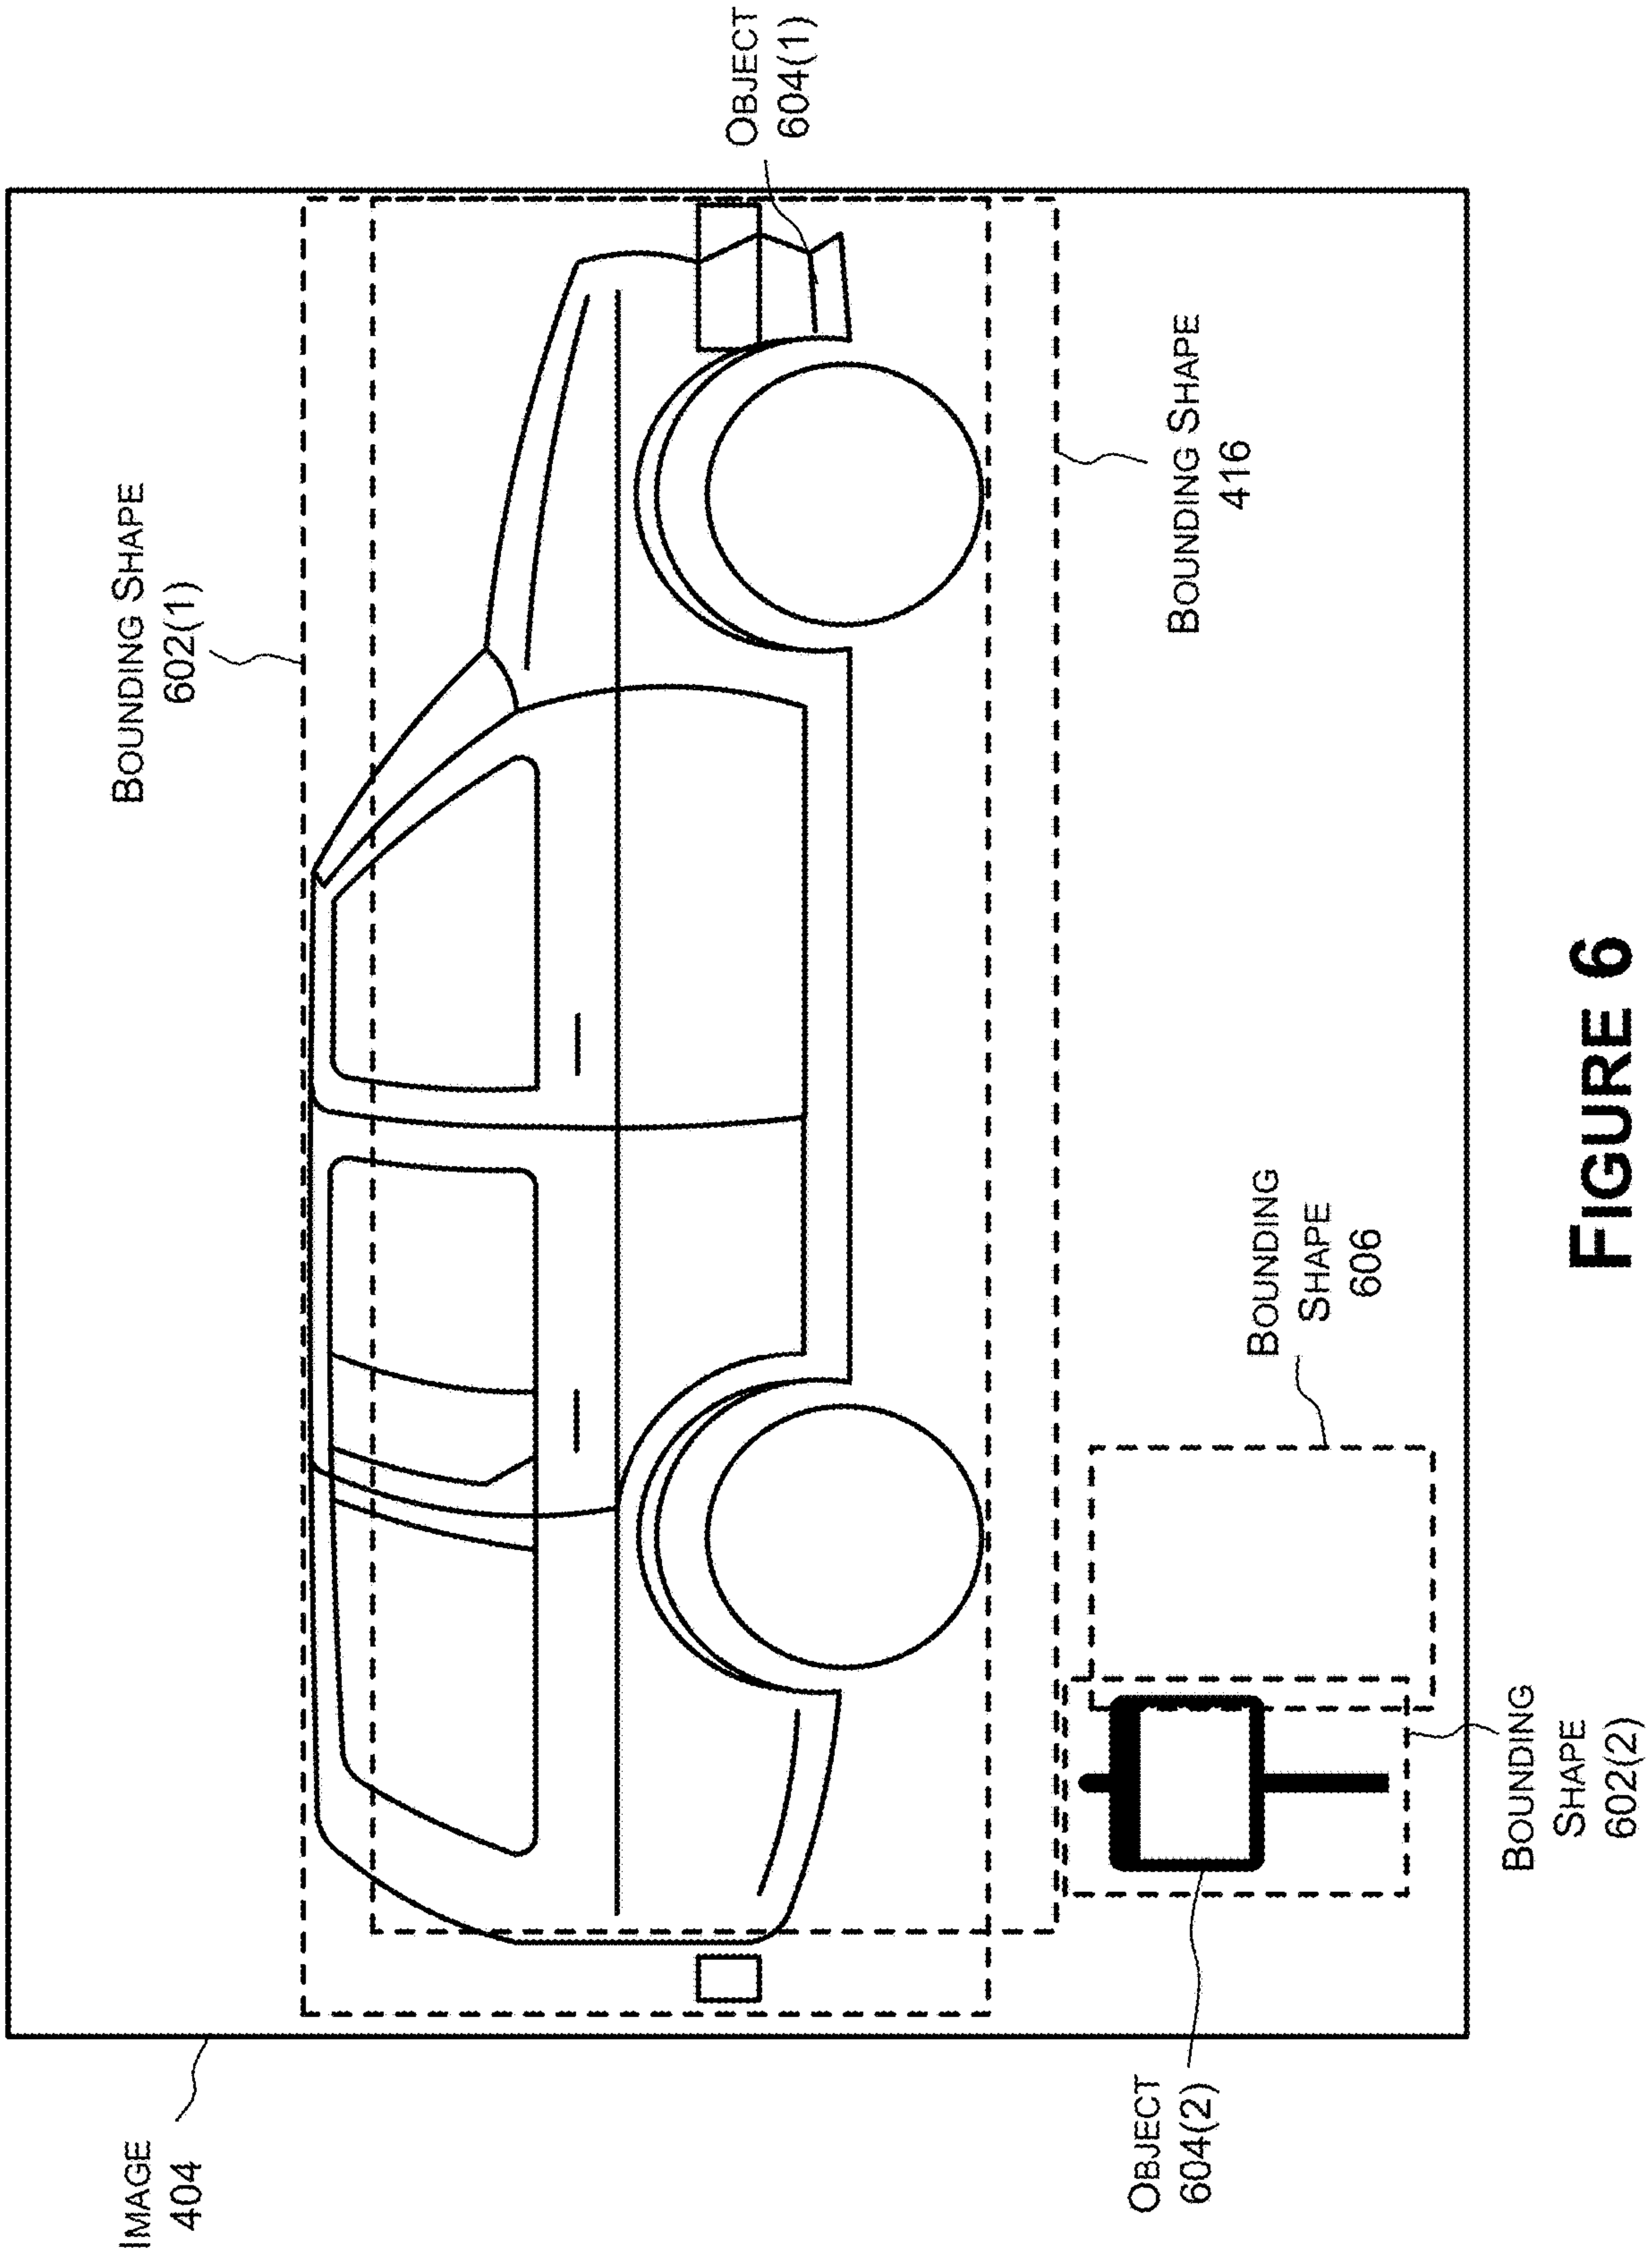 IMAGE
404
BOUNDING SHAPE
602(1)
OBJECT
604(1)
BOUNDING SHAPE
416
BOUNDING
SHAPE
606
OBJECT
604(2)
BOUNDING
SHAPE
602(2)
FIGURE 6